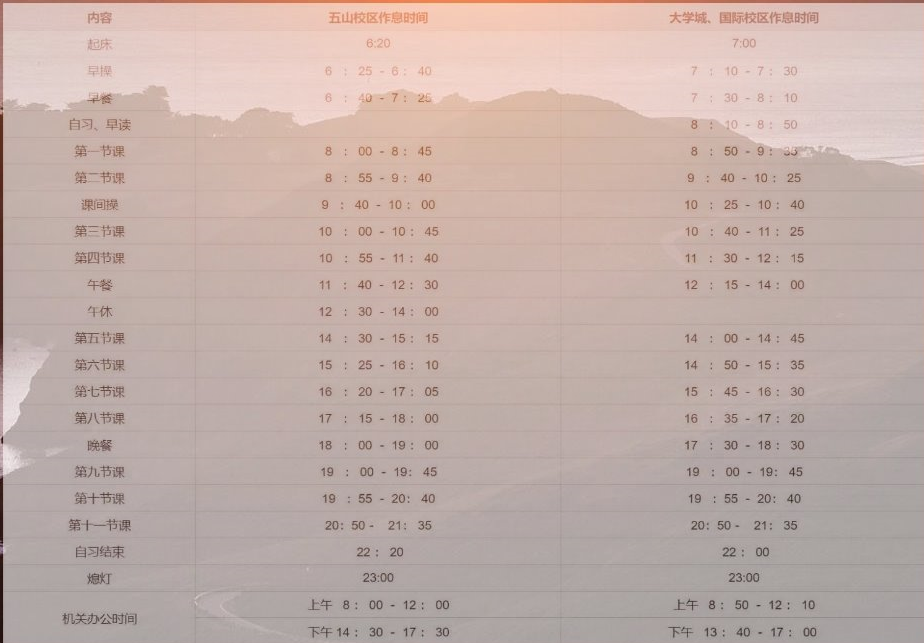 内容 五山校区作息时间 大学城、国际校区作息时间
起床 6:20 7:00
早操 6 : 25 - 6 : 40 7 : 10 - 7 : 30
早餐 6 : 40 - 7 : 25 7 : 30 - 8 : 10
自习、早读 8 : 10 - 8 : 50
第一节课 8 : 00 - 8 : 45 8 : 50 - 9 : 35
第二节课 8 : 55 - 9 : 40 9 : 40 - 10 : 25
课间操 9 : 40 - 10 : 00 10 : 25 - 10 : 40
第三节课 10 : 00 - 10 : 45 10 : 40 - 11 : 25
第四节课 10 : 55 - 11 : 40 11 : 30 - 12 : 15
午餐 11 : 40 - 12 : 30 12 : 15 - 14 : 00
午休 12 : 30 - 14 : 00
第五节课 14 : 30 - 15 : 15 14 : 00 - 14 : 45
第六节课 15 : 25 - 16 : 10 14 : 50 - 15 : 35
第七节课 16 : 20 - 17 : 05 15 : 45 - 16 : 30
第八节课 17 : 15 - 18 : 00 16 : 35 - 17 : 20
晚餐 18 : 00 - 19 : 00 17 : 30 - 18 : 30
第九节课 19 : 00 - 19: 45 19 : 00 - 19: 45
第十节课 19 : 55 - 20: 40 19 : 55 - 20: 40
第十一节课 20: 50 - 21: 35 20: 50 - 21: 35
自习结束 22 : 20 22 : 00
熄灯 23:00 23:00
机关办公时间 上午 8 : 00 - 12 : 00 上午 8 : 50 - 12 : 10
下午 14 : 30 - 17 : 30 下午 13 : 40 - 17 : 00